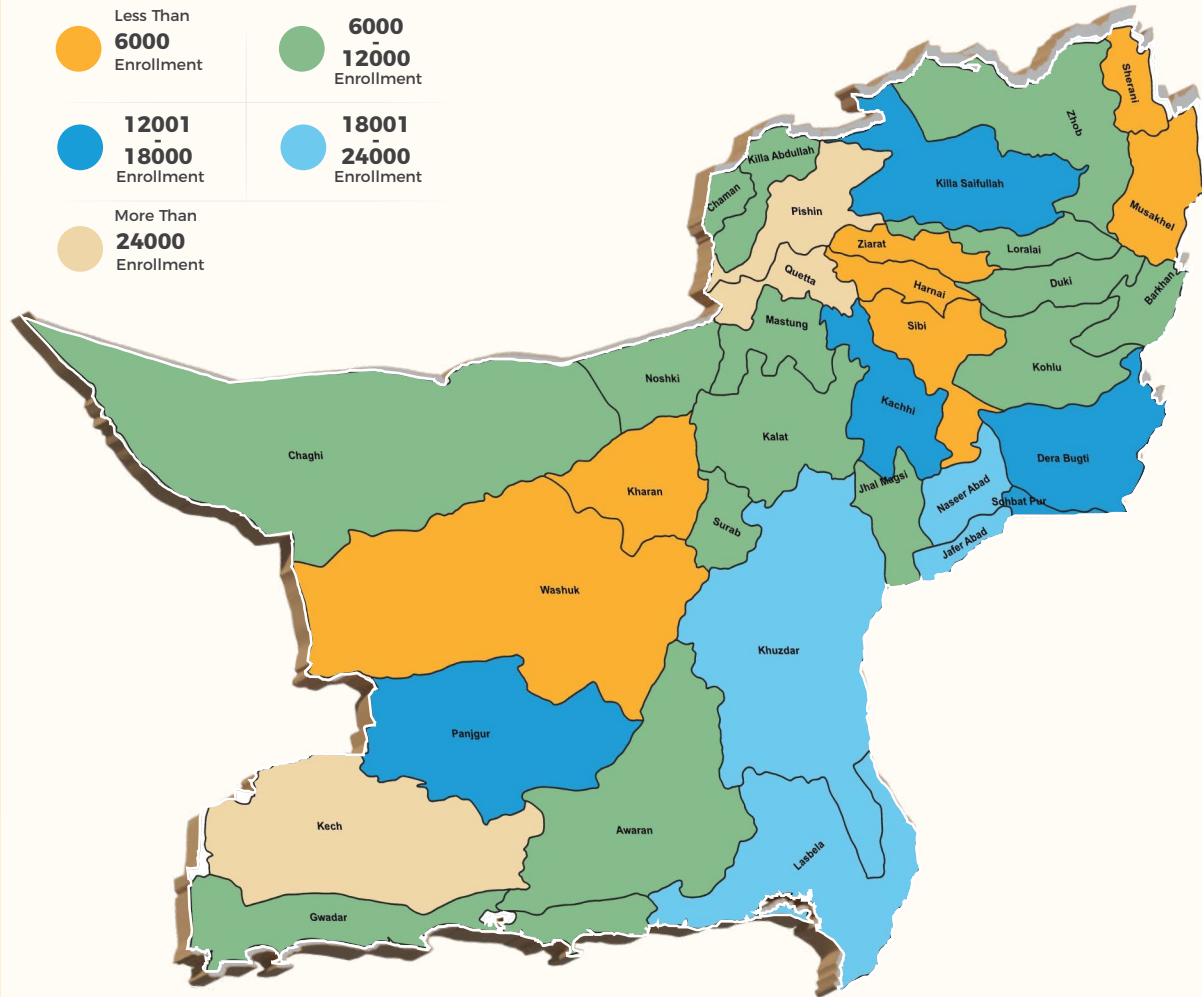 Less Than
6000
Enrollment
6000
-
12000
Enrollment
12001
-
18000
Enrollment
18001
-
24000
Enrollment
More Than
24000
Enrollment
Sherani
Zhob
Killa Abdullah
Chaman
Killa Saifullah
Pishin
Musakhel
Ziarat
Loralai
Quetta
Harnai
Duki
Barkhan
Mastung
Sibi
Noshki
Kohlu
Kachhi
Kalat
Chaghi
Dera Bugti
Jhal Magsi
Kharan
Naseer Abad
Sohbat Pur
Surab
Jafer Abad
Washuk
Khuzdar
Panjgur
Kech
Awaran
Lasbela
Gwadar